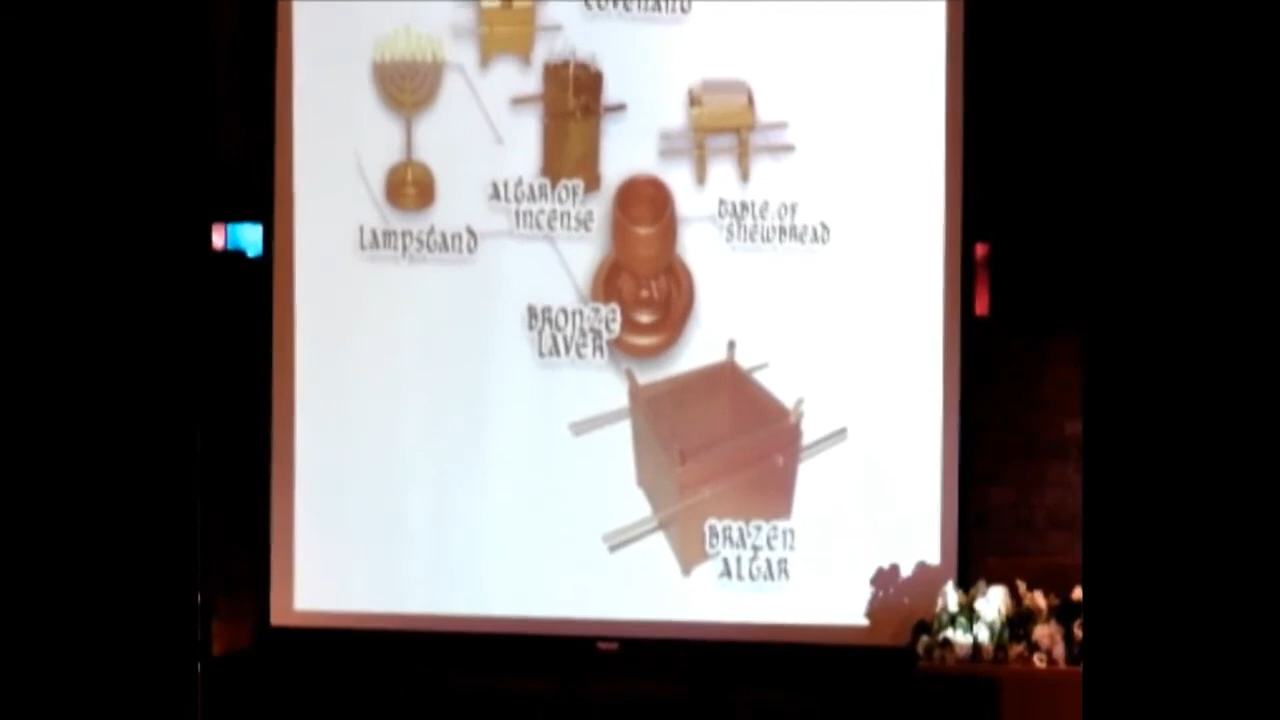 COVENANT
LAMPSTAND
ALTAR OF
INCENSE
TABLE OF
SHEWBREAD
BRONZE
LAVER
BRAZEN
ALTAR